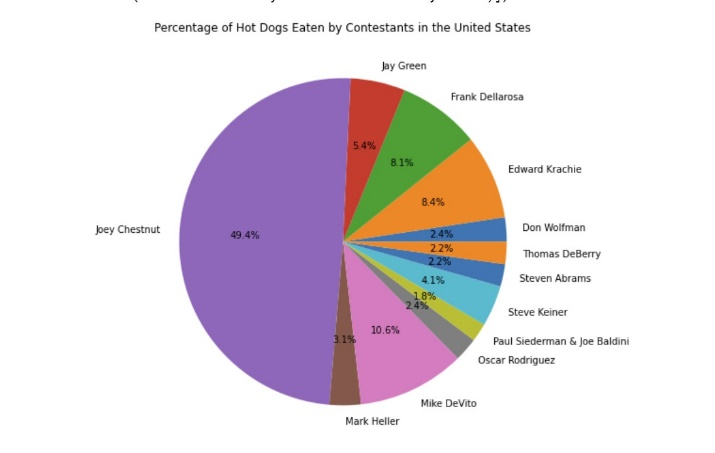 Percentage of Hot Dogs Eaten by Contestants in the United States
Jay Green
Frank Dellarosa
5.4%
8.1%
Edward Krachie
8.4%
Joey Chestnut
49.4%
2.4%
Don Wolfman
2.2%
Thomas DeBerry
2.2%
Steven Abrams
4.1%
1.8%
2.4%
Steve Keiner
10.6%
3.1%
Paul Siederman & Joe Baldini
Oscar Rodriguez
Mike DeVito
Mark Heller